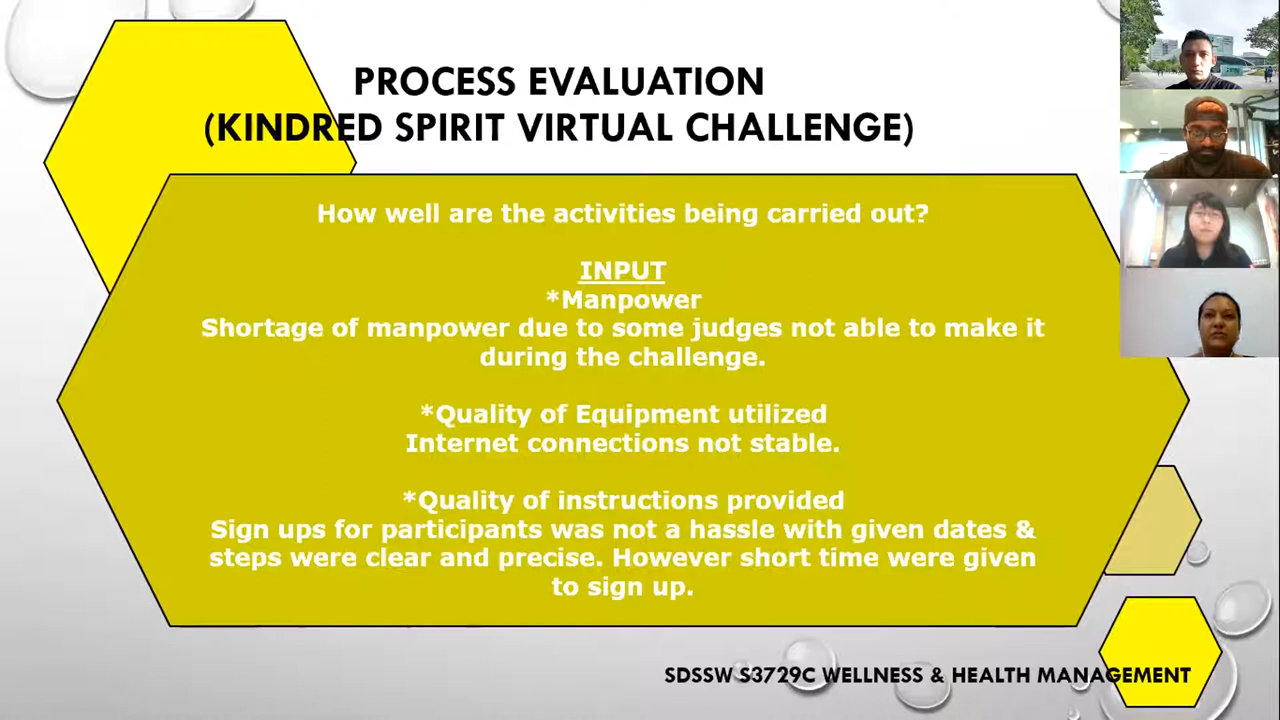 PROCESS EVALUATION
(KINDRED SPIRIT VIRTUAL CHALLENGE)
How well are the activities being carried out?
INPUT
*Manpower
Shortage of manpower due to some judges not able to make it
during the challenge.
*Quality of Equipment utilized
Internet connections not stable.
*Quality of instructions provided
Sign ups for participants was not a hassle with given dates &
steps were clear and precise. However short time were given
to sign up.
SDSSW S3729C WELLNESS & HEALTH MANAGEMENT